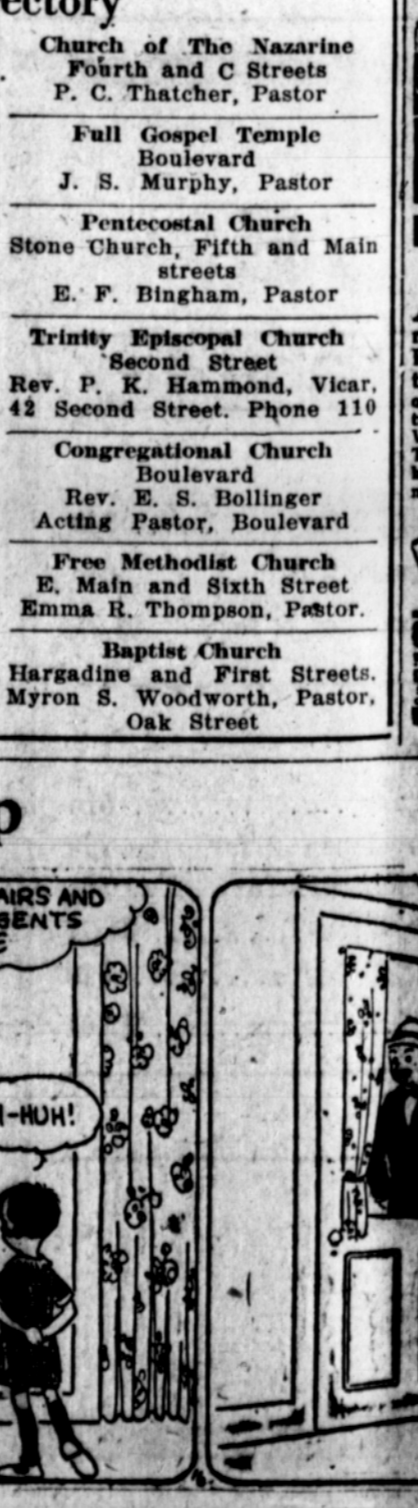 ectory
Church of The Nazarine
Fourth and C Streets
P. C. Thatcher, Pastor
Full Gospel Temple
Boulevard
J. S. Murphy, Pastor
Pentecostal Church
Stone Church, Fifth and Main
streets
E. F. Bingham, Pastor
Trinity Episcopal Church
Second Street
Rev. P. K. Hammond, Vicar,
42 Second Street. Phone 110
Congregational Church
Boulevard
Rev. E. S. Bollinger
Acting Pastor, Boulevard
Free Methodist Church
E. Main and Sixth Street
Emma R. Thompson, Pastor.
Baptist Church
Hargadine and First Streets.
Myron S. Woodworth, Pastor,
Oak Street
p
AIRS AND
GENTS
-HUH!